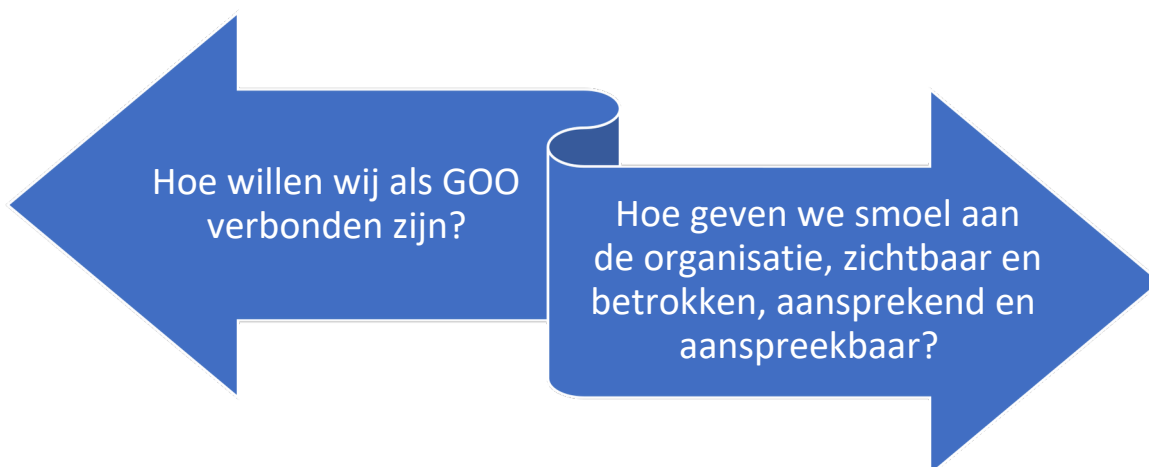 Hoe willen wij als GOO
verbonden zijn?
Hoe geven we smoel aan
de organisatie, zichtbaar en
betrokken, aansprekend en
aanspreekbaar?